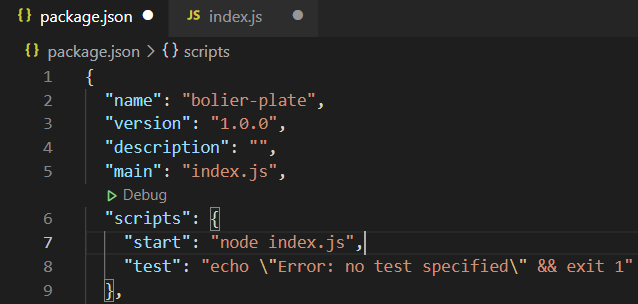 {} package.json ● JS index.js ●
{} package.json > {} scripts
1 {
2 "name": "bolier-plate",
3 "version": "1.0.0",
4 "description": "",
5 "main": "index.js",
Debug
6 "scripts": {
7 "start": "node index.js",
8 "test": "echo \"Error: no test specified\" && exit 1"
9 },